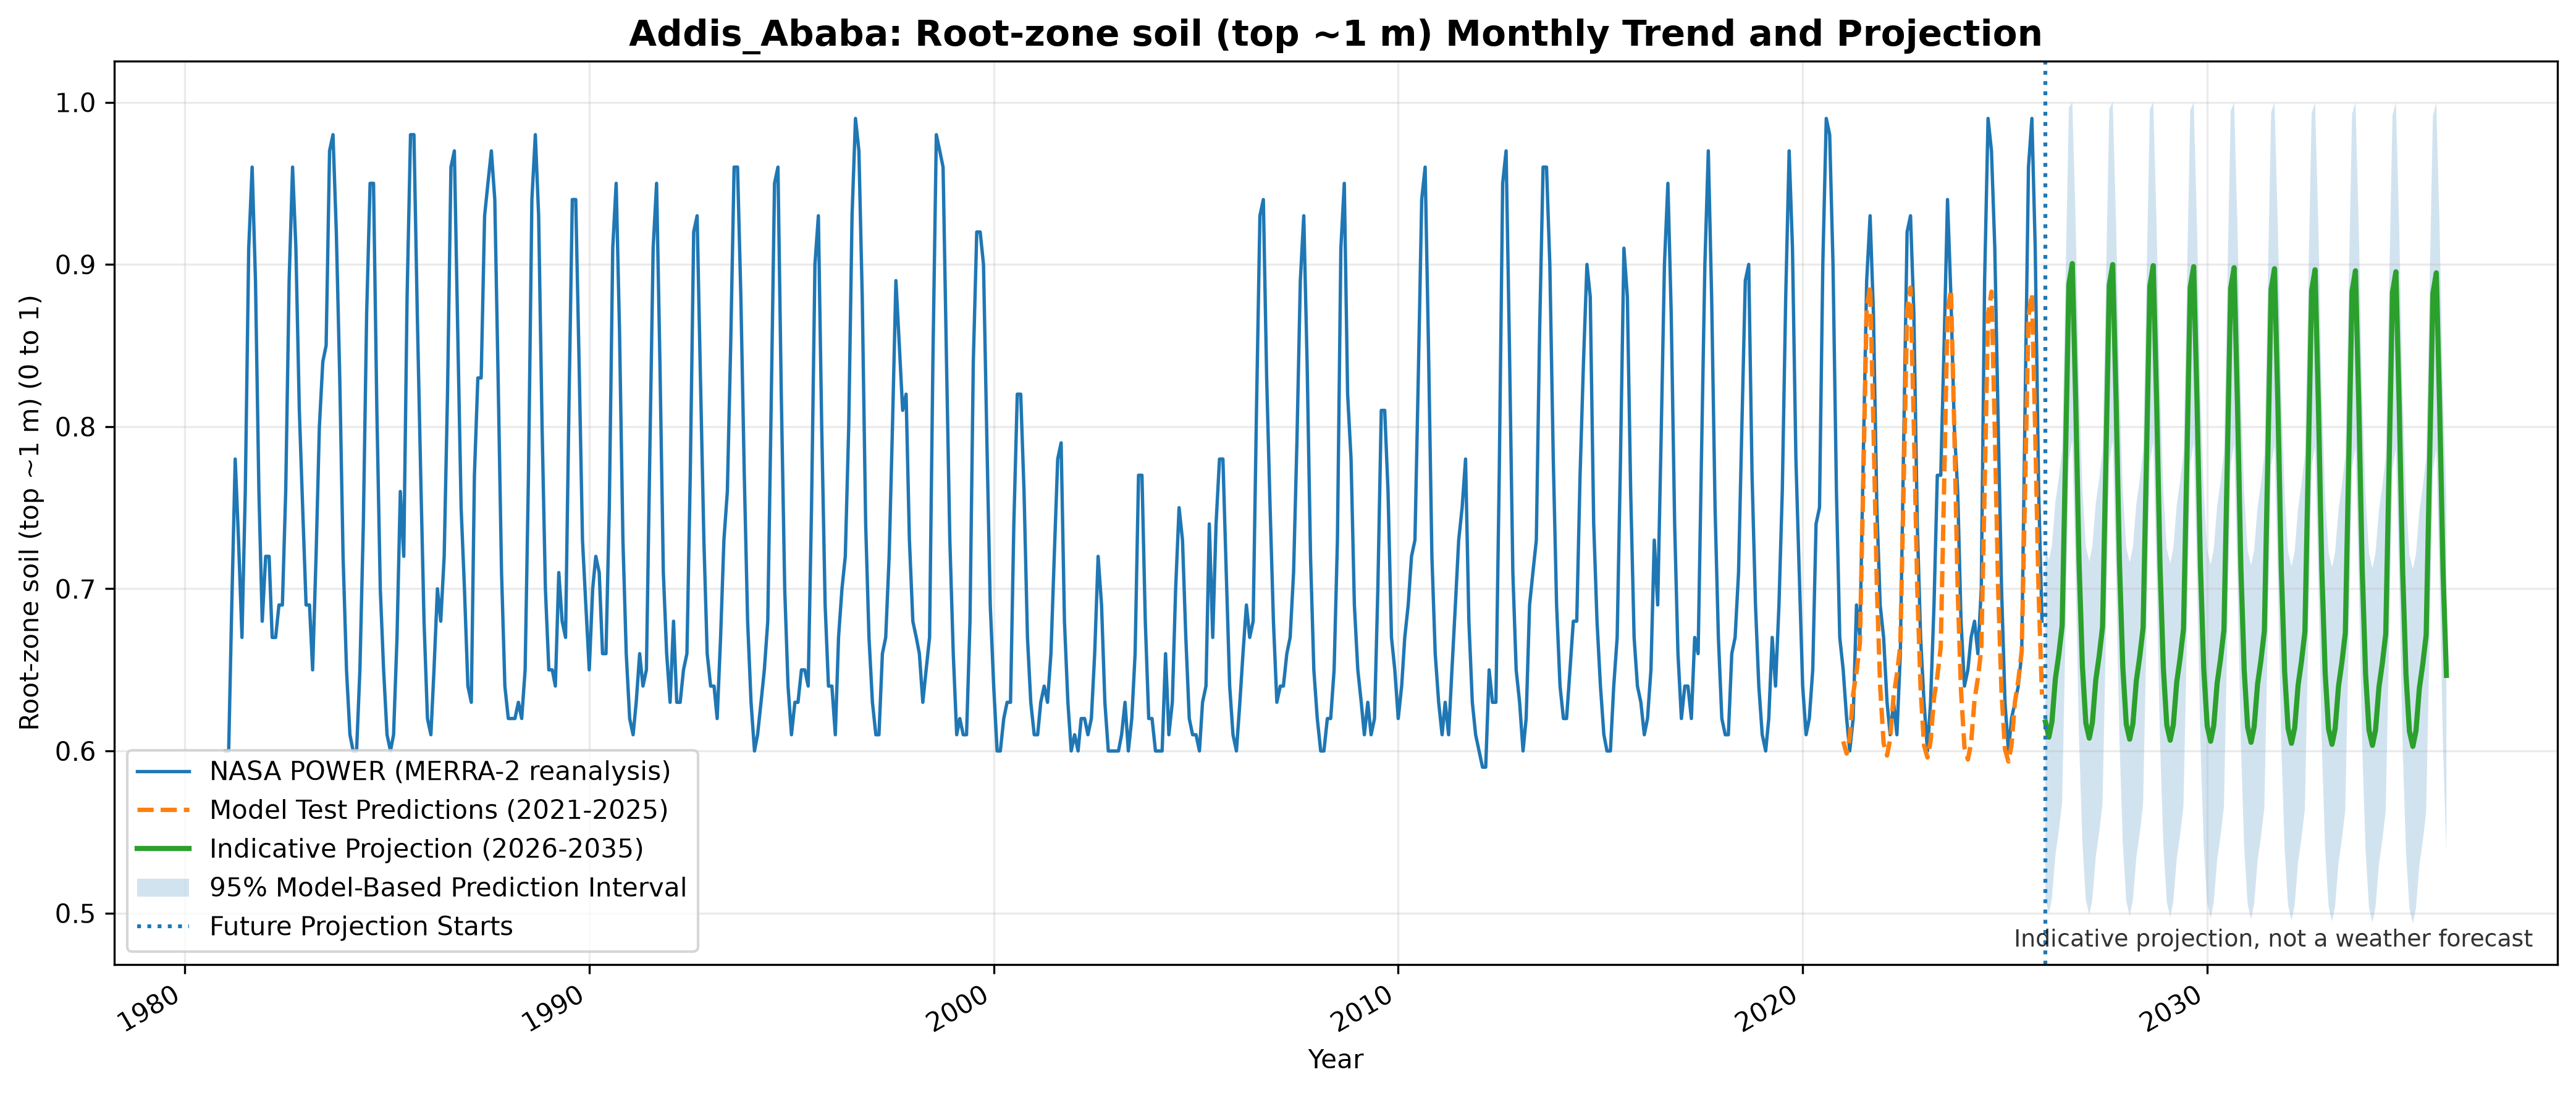 Addis_Ababa: Root-zone soil (top ~1 m) Monthly Trend and Projection
Root-zone soil (top ~1 m) (0 to 1)
1.0
0.9
0.8
0.7
0.6
0.5
NASA POWER (MERRA-2 reanalysis)
Model Test Predictions (2021-2025)
Indicative Projection (2026-2035)
95% Model-Based Prediction Interval
Future Projection Starts
Indicative projection, not a weather forecast
1980
1990
2000
2010
2020
2030
Year